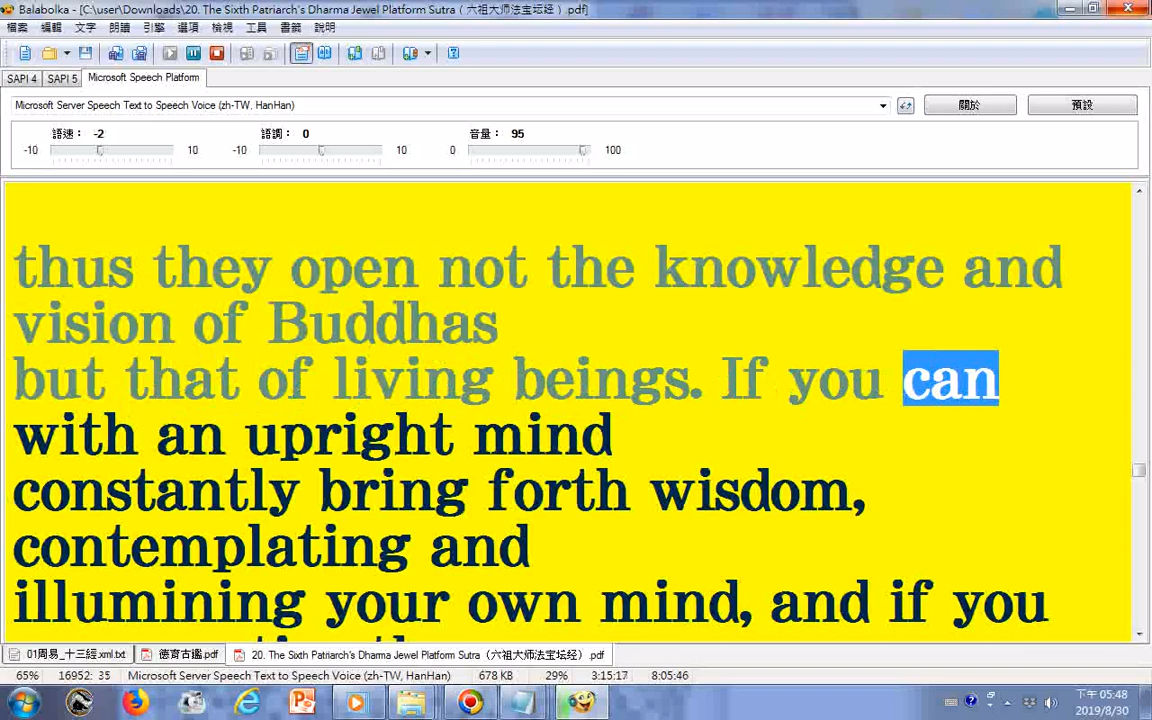 Balabolka - [C:\user\Downloads\20. The Sixth Patriarch's Dharma Jewel Platform Sutra（六祖大师法宝坛经）.pdf]
檔案 編輯 文字 朗讀 引擎 選項 檢視 工具 書籤 說明
SAPI 4 SAPI 5 Microsoft Speech Platform
Microsoft Server Speech Text to Speech Voice (zh-TW, HanHan) 關於 預設
語速： -2 語調： 0 音量： 95
-10 10 -10 10 0 100
thus they open not the knowledge and
vision of Buddhas
but that of living beings. If you can
with an upright mind
constantly bring forth wisdom,
contemplating and
illumining your own mind, and if you
01周易_十三經.xml.txt 德育古鑑.pdf 20. The Sixth Patriarch's Dharma Jewel Platform Sutra（六祖大师法宝坛经）.pdf
65% 16952: 35 Microsoft Server Speech Text to Speech Voice (zh-TW, HanHan) 678 KB 29% 3:15:17 8:05:46
下午 05:48
2019/8/30